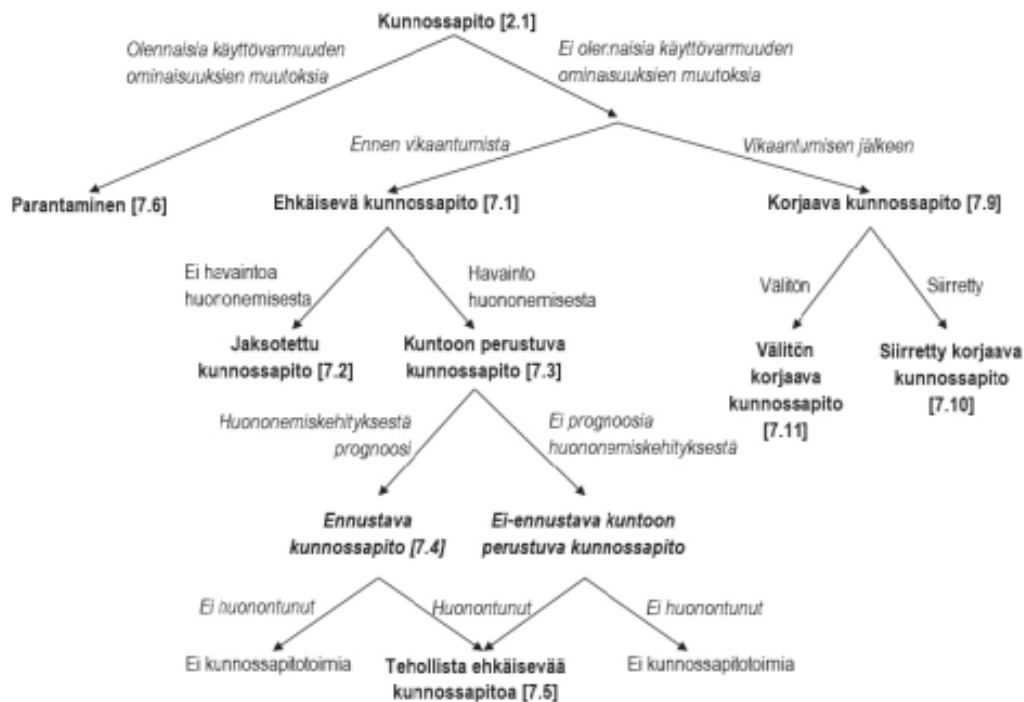 Kunnossapito [2.1]
Olennaisia käyttövarmuuden
ominaisuuksien muutoksia
Ei olennaisia käyttövarmuuden
ominaisuuksien muutoksia
Ennen vikaantumista
Vikaantumisen jälkeen
Parantaminen [7.6]
Ehkäisevä kunnossapito [7.1]
Korjaava kunnossapito [7.9]
Ei havaintoa
huononemisesta
Havainto
huononemisesta
Välitön
Siirretty
Jaksotettu
kunnossapito [7.2]
Kuntoon perustuva
kunnossapito [7.3]
Välitön
korjaava
kunnossapito
[7.11]
Siirretty korjaava
kunnossapito
[7.10]
Huononemiskehityksestä
prognoosi
Ei prognoosia
huononemiskehityksestä
Ennustava
kunnossapito [7.4]
Ei-ennustava kuntoon
perustuva kunnossapito
Ei huonontunut
Huonontunut
Ei huonontunut
Ei kunnossapitotoimia
Tehollista ehkäisevää
kunnossapitoa [7.5]
Ei kunnossapitotoimia